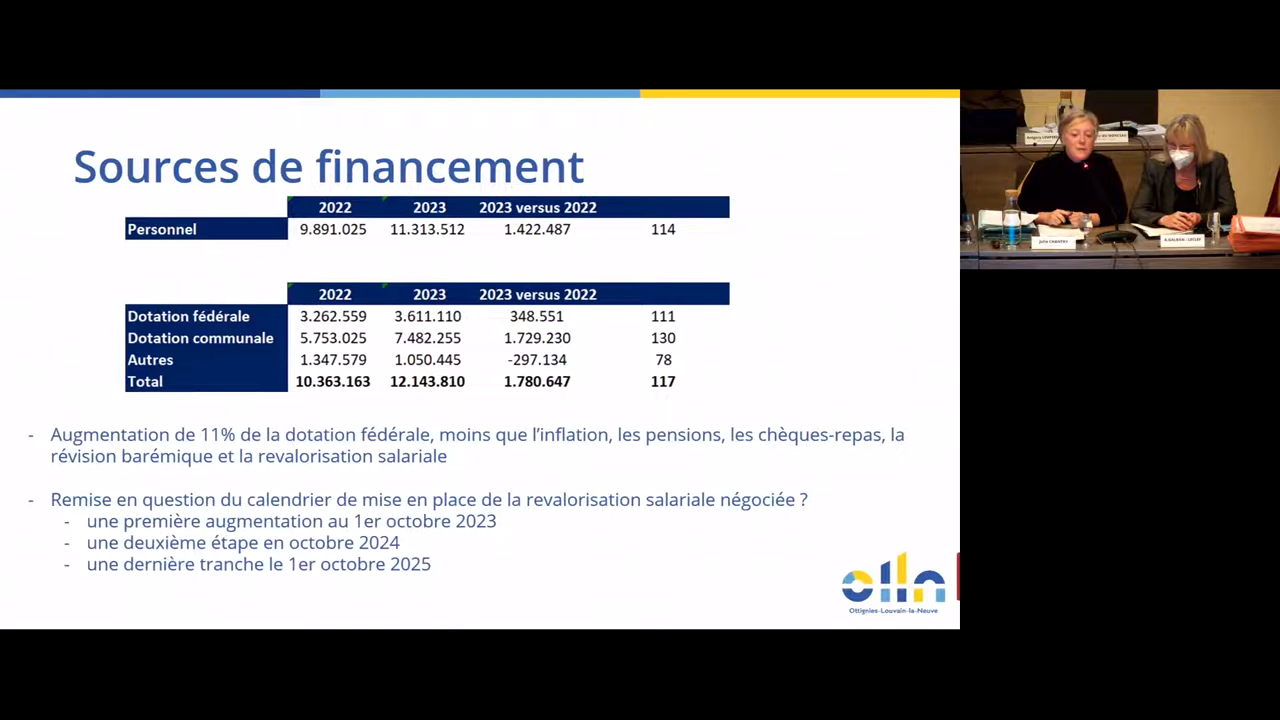 Sources de financement
2022 2023 2023 versus 2022
Personnel 9.891.025 11.313.512 1.422.487 114
2022 2023 2023 versus 2022
Dotation fédérale 3.262.559 3.611.110 348.551 111
Dotation communale 5.753.025 7.482.255 1.729.230 130
Autres 1.347.579 1.050.445 -297.134 78
Total 10.363.163 12.143.810 1.780.647 117
- Augmentation de 11% de la dotation fédérale, moins que l’inflation, les pensions, les chèques-repas, la
révision barémique et la revalorisation salariale
- Remise en question du calendrier de mise en place de la revalorisation salariale négociée ?
- une première augmentation au 1er octobre 2023
- une deuxième étape en octobre 2024
- une dernière tranche le 1er octobre 2025
Ottignies-Louvain-la-Neuve
Julie CHANTRY